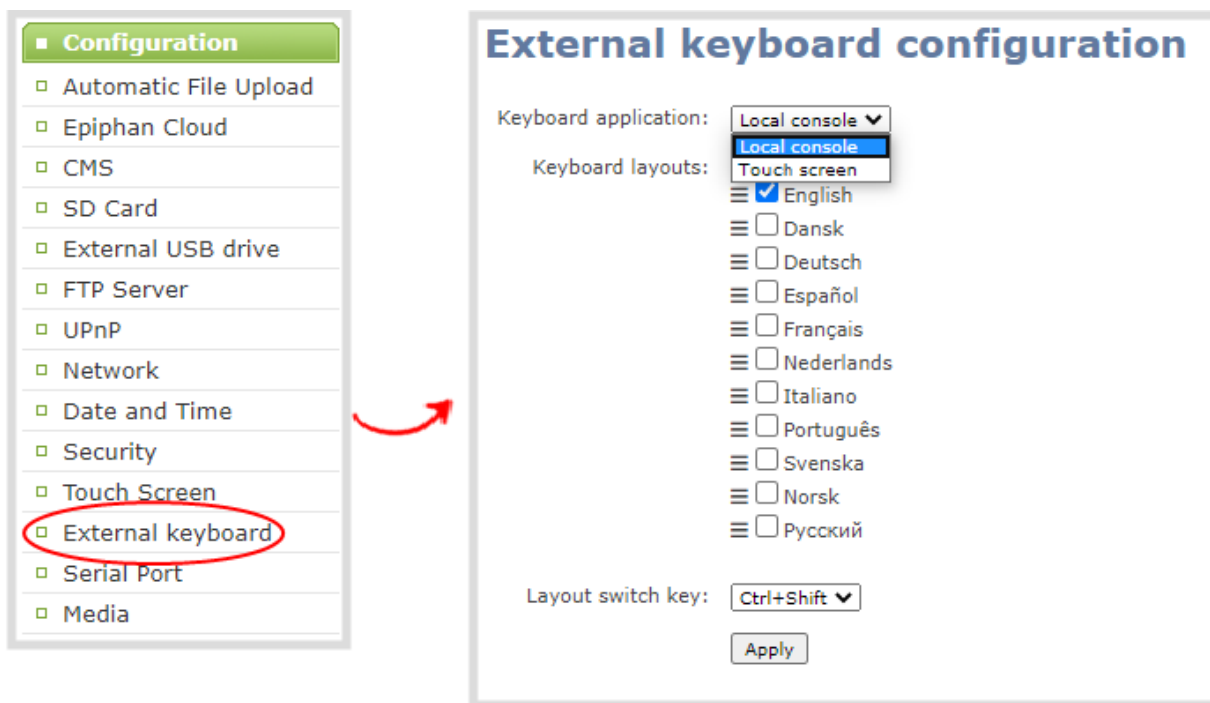 Configuration
Automatic File Upload
Epiphan Cloud
CMS
SD Card
External USB drive
FTP Server
UPnP
Network
Date and Time
Security
Touch Screen
External keyboard
Serial Port
Media
External keyboard configuration
Keyboard application: Local console
Local console
Touch screen
Keyboard layouts:
English
Dansk
Deutsch
Español
Français
Nederlands
Italiano
Português
Svenska
Norsk
Русский
Layout switch key: Ctrl+Shift
Apply